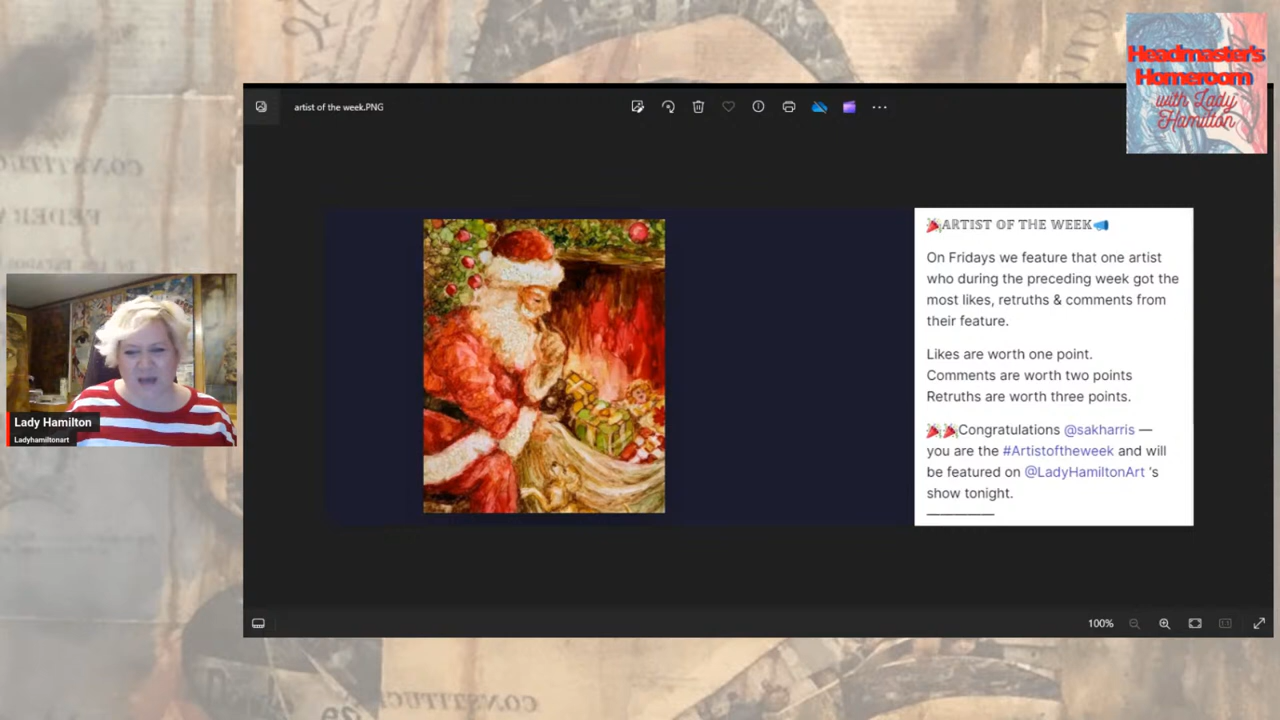 Headmaster's
Homeroom
with Lady
Hamilton
artist of the week.PNG
🎉ARTIST OF THE WEEK📣
On Fridays we feature that one artist
who during the preceding week got the
most likes, retruths & comments from
their feature.
Likes are worth one point.
Comments are worth two points
Retruths are worth three points.
🎉🎉Congratulations @sakharris —
you are the #Artistoftheweek and will
be featured on @LadyHamiltonArt 's
show tonight.
Lady Hamilton
Ladyhamiltonart
100%